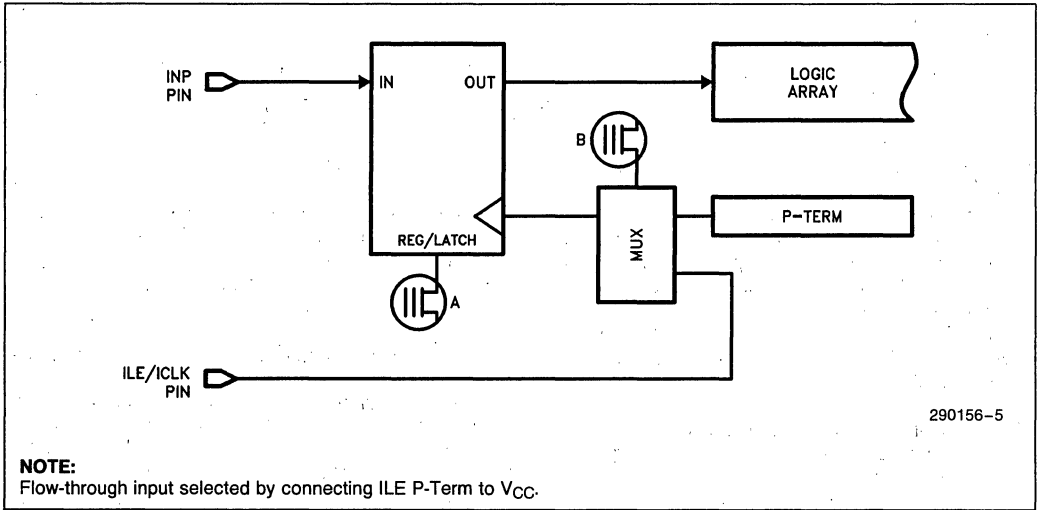 INP
PIN
IN
OUT
LOGIC
ARRAY
B
P-TERM
MUX
REG/LATCH
A
ILE/ICLK
PIN
290156-5
NOTE:
Flow-through input selected by connecting ILE P-Term to VCC.